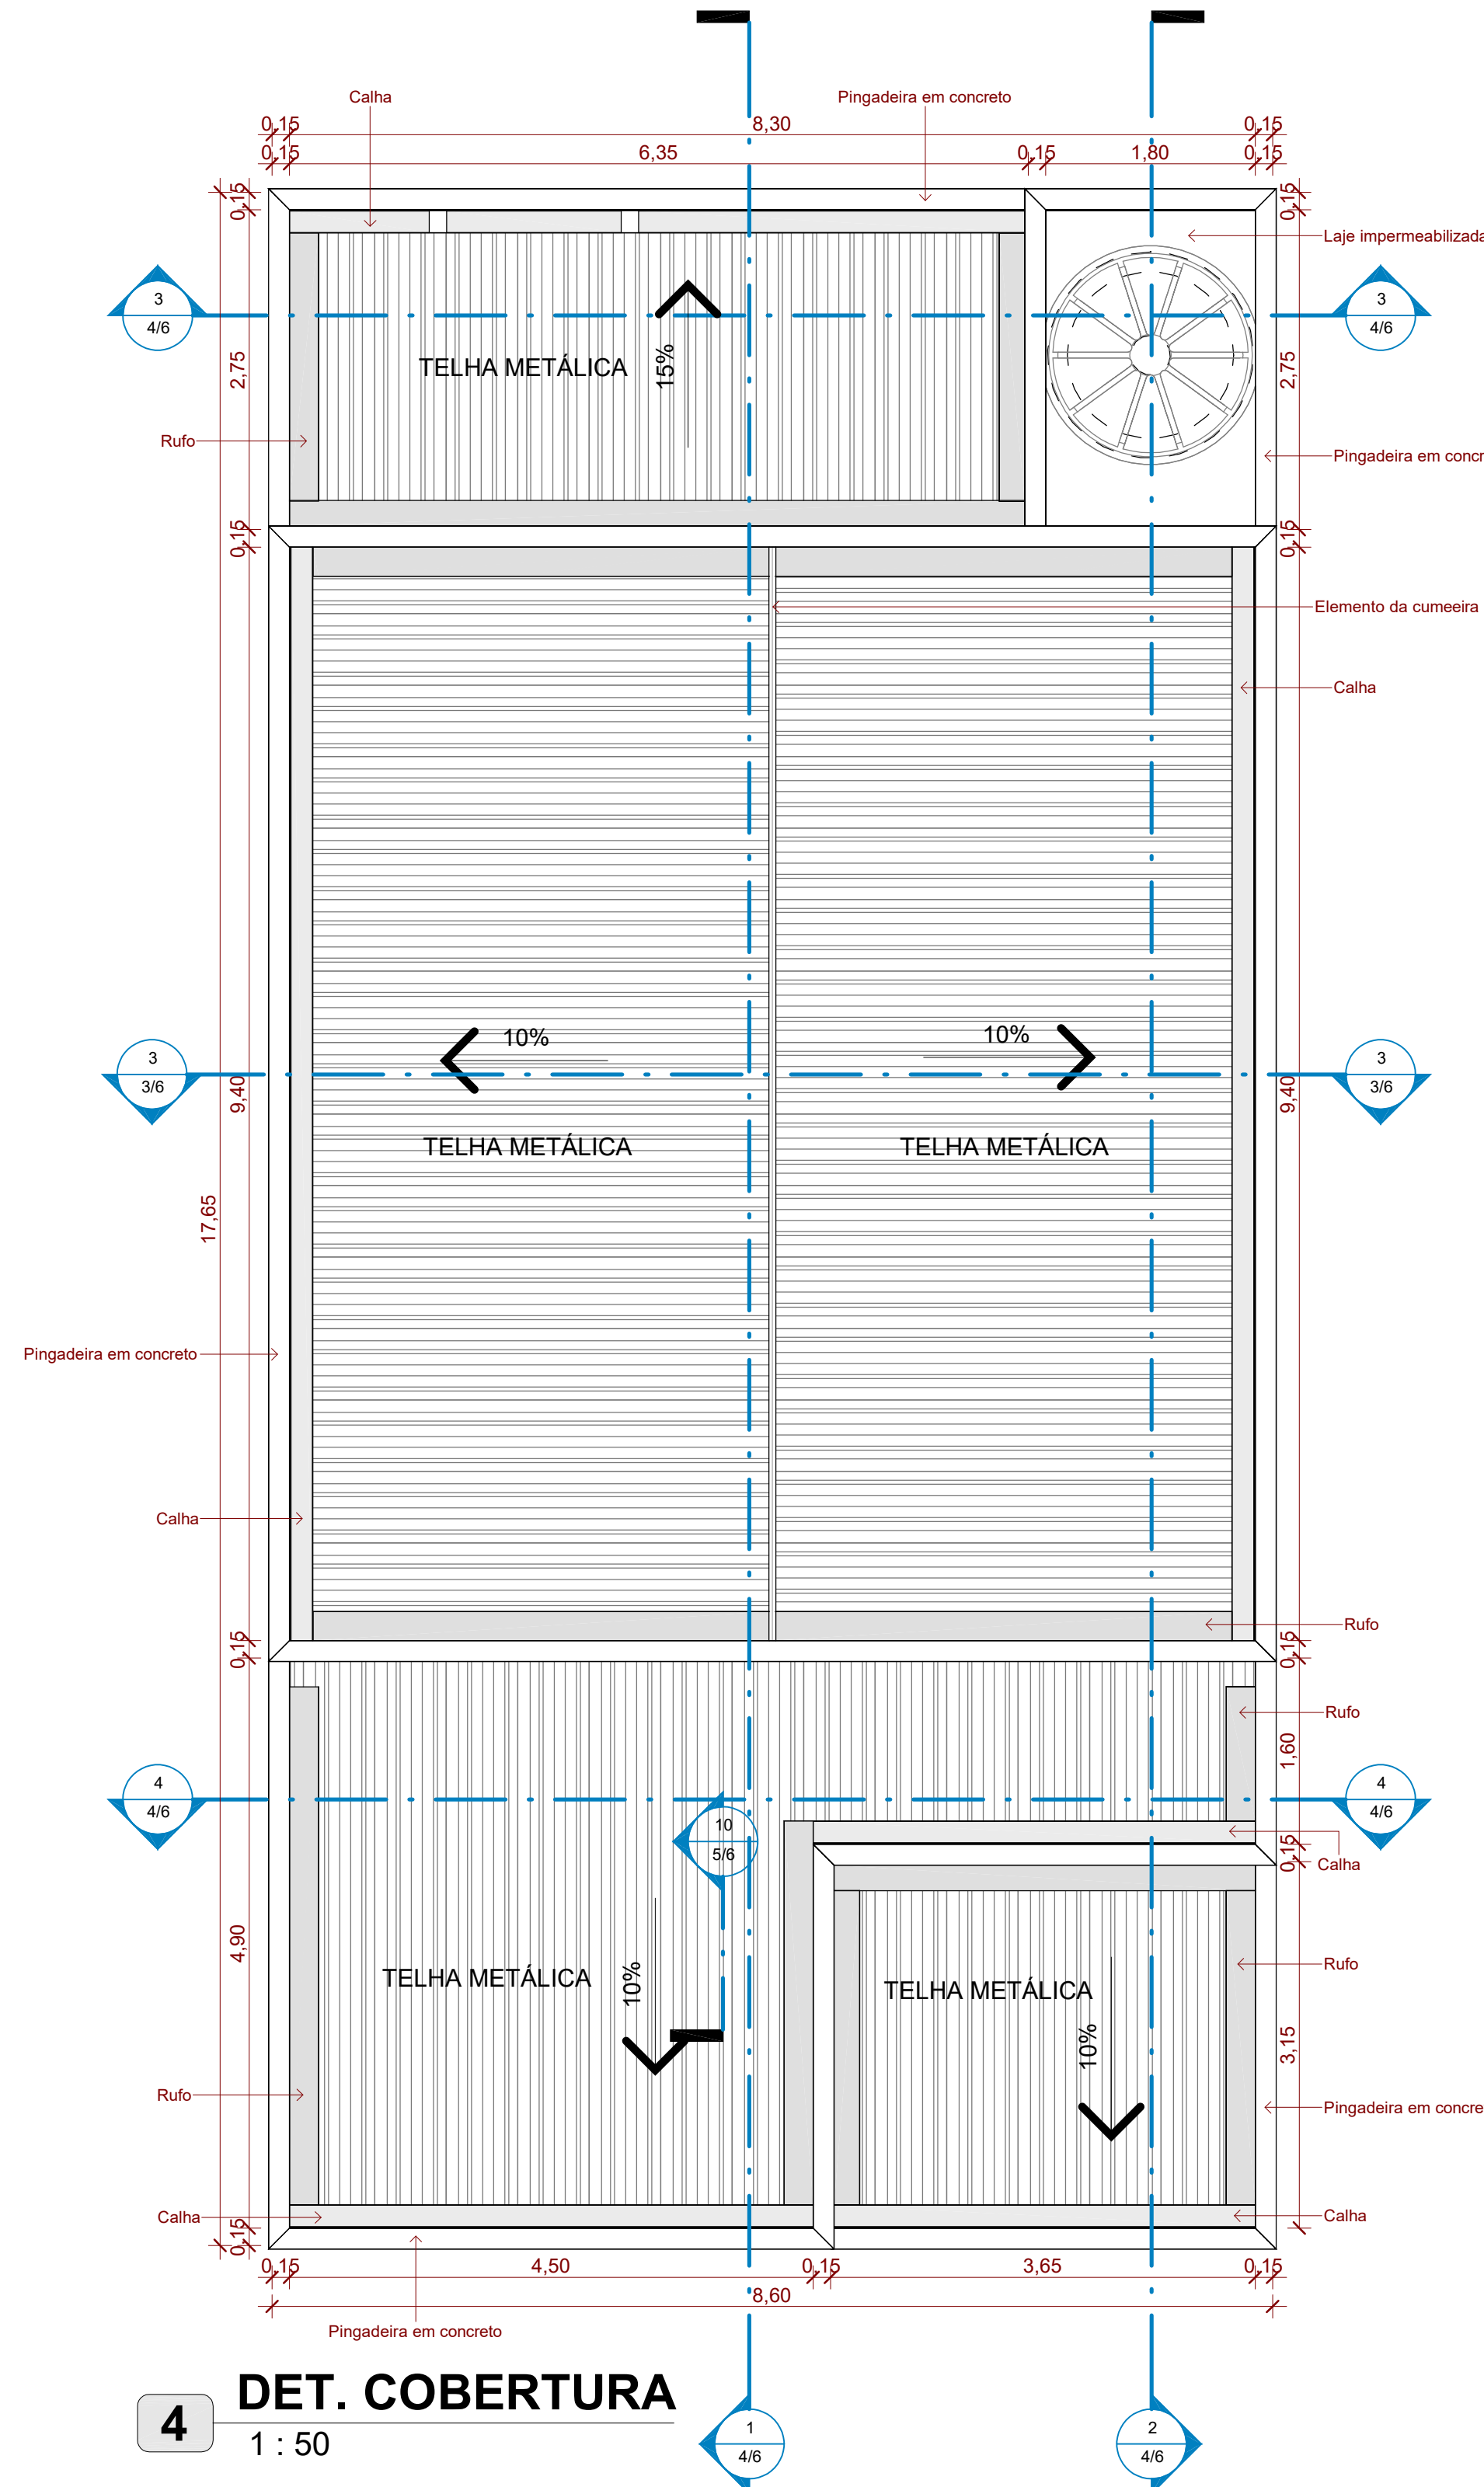 Calha
Pingadeira em concreto
0,15
8,30
0,15
0,15
6,35
0,15
1,80
0,15
0,15
0,15
Laje impermeabilizada
3
4/6
3
4/6
TELHA METÁLICA
15%
2,75
2,75
Rufo
Pingadeira em concr
0,15
0,15
Elemento da cumeeira
Calha
10%
10%
3
3/6
3
3/6
9,40
9,40
TELHA METÁLICA
TELHA METÁLICA
17,65
Pingadeira em concreto
Calha
Rufo
0,15
0,15
Rufo
1,60
4
4/6
4
4/6
10
5/6
0,15
Calha
4,90
TELHA METÁLICA
10%
TELHA METÁLICA
10%
Rufo
3,15
Rufo
Pingadeira em concre
Calha
Calha
0,15
0,15
4,50
0,15
3,65
0,15
8,60
Pingadeira em concreto
4
DET. COBERTURA
1 : 50
1
4/6
2
4/6